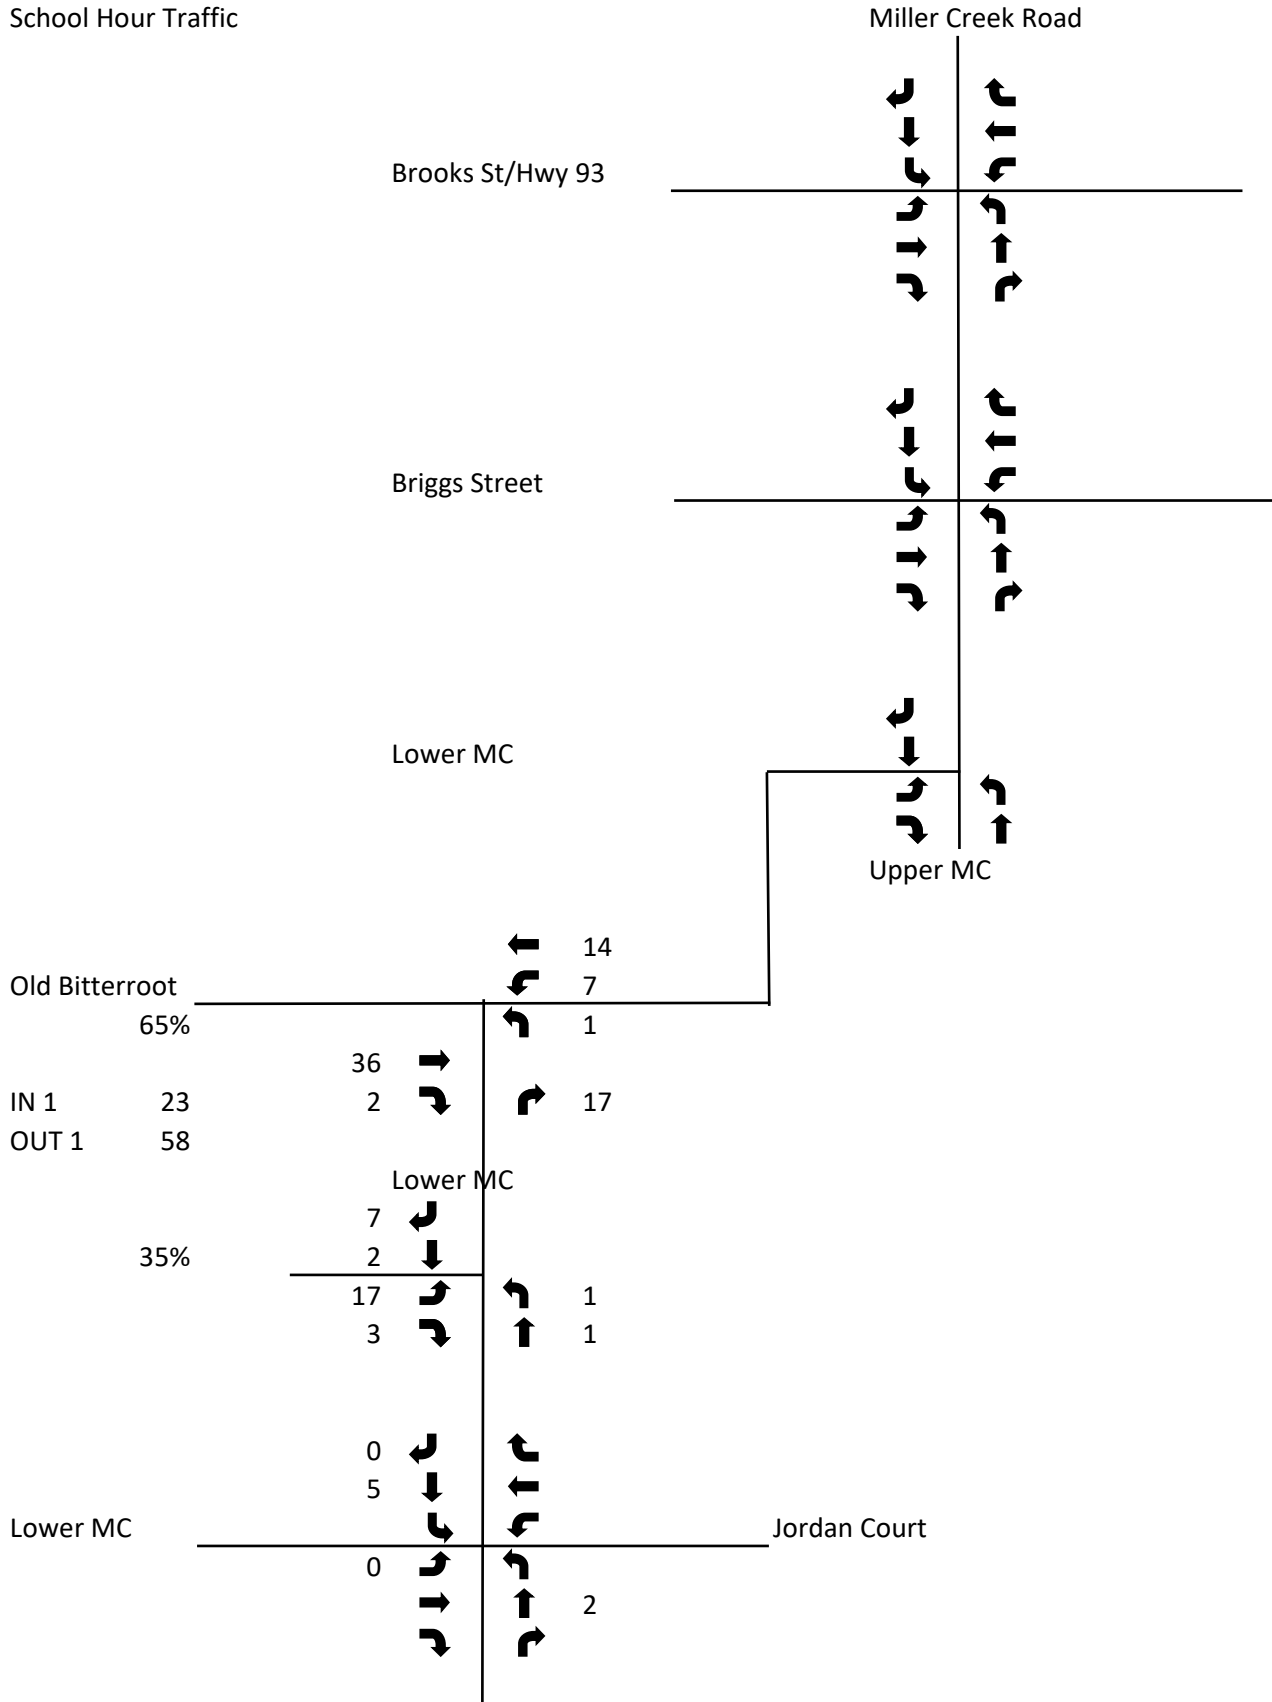 School Hour Traffic Miller Creek Road
Brooks St/Hwy 93
Briggs Street
Lower MC
Upper MC
14
Old Bitterroot 7
65% 1
36
IN 1 23 2 17
OUT 1 58
Lower MC
7
35% 2
17 1
3 1
0
5
Lower MC Jordan Court
0
2